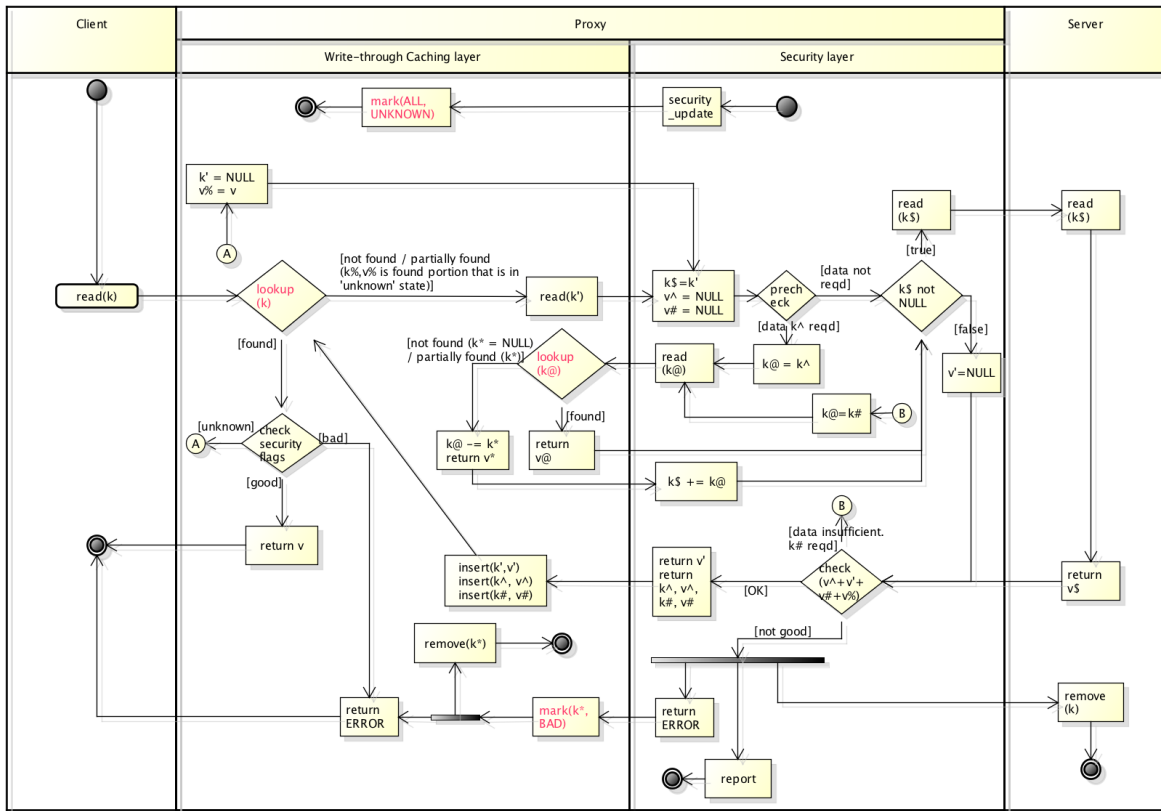 Client
Proxy
Server
Write-through Caching layer
Security layer
mark(ALL,
UNKNOWN)
security
_update
k' = NULL
v% = v
A
read
(k$)
read
(k$)
[true]
[not found / partially found
(k%,v% is found portion that is in
'unknown' state)]
read(k)
lookup
(k)
read(k')
k$=k'
v^ = NULL
v# = NULL
prech
eck
[data not
reqd]
k$ not
NULL
[false]
[data k^ reqd]
[found]
[not found (k* = NULL)
/ partially found (k*)]
lookup
(k@)
read
(k@)
k@ = k^
v'=NULL
k@=k#
B
[found]
[unknown]
A
check
security
flags
[bad]
k@ -= k*
return v*
return
v@
k$ += k@
[good]
B
[data insufficient.
k# reqd]
return v
insert(k',v')
insert(k^, v^)
insert(k#, v#)
return v'
return
k^, v^,
k#, v#
[OK]
check
(v^+v'+
v#+v%)
return
v$
[not good]
remove(k*)
return
ERROR
mark(k*,
BAD)
return
ERROR
remove
(k)
report